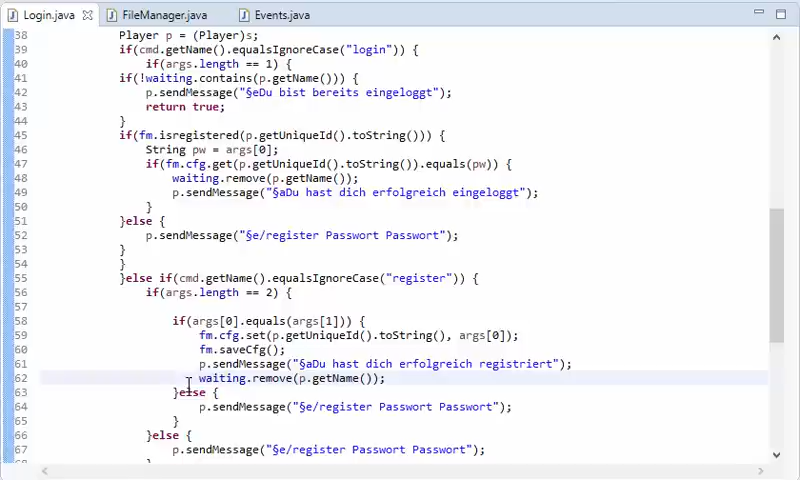 Login.java FileManager.java Events.java
38 Player p = (Player)s;
39 if(cmd.getName().equalsIgnoreCase("login")) {
40 if(args.length == 1) {
41 if(!waiting.contains(p.getName())) {
42 p.sendMessage("§eDu bist bereits eingeloggt");
43 return true;
44 }
45 if(fm.isregistered(p.getUniqueId().toString())) {
46 String pw = args[0];
47 if(fm.cfg.get(p.getUniqueId().toString()).equals(pw)) {
48 waiting.remove(p.getName());
49 p.sendMessage("§aDu hast dich erfolgreich eingeloggt");
50 }
51 }else {
52 p.sendMessage("§e/register Passwort Passwort");
53 }
54 }
55 }else if(cmd.getName().equalsIgnoreCase("register")) {
56 if(args.length == 2) {
57
58 if(args[0].equals(args[1])) {
59 fm.cfg.set(p.getUniqueId().toString(), args[0]);
60 fm.saveCfg();
61 p.sendMessage("§aDu hast dich erfolgreich registriert");
62 waiting.remove(p.getName());
63 }else {
64 p.sendMessage("§e/register Passwort Passwort");
65 }
66 }else {
67 p.sendMessage("§e/register Passwort Passwort");